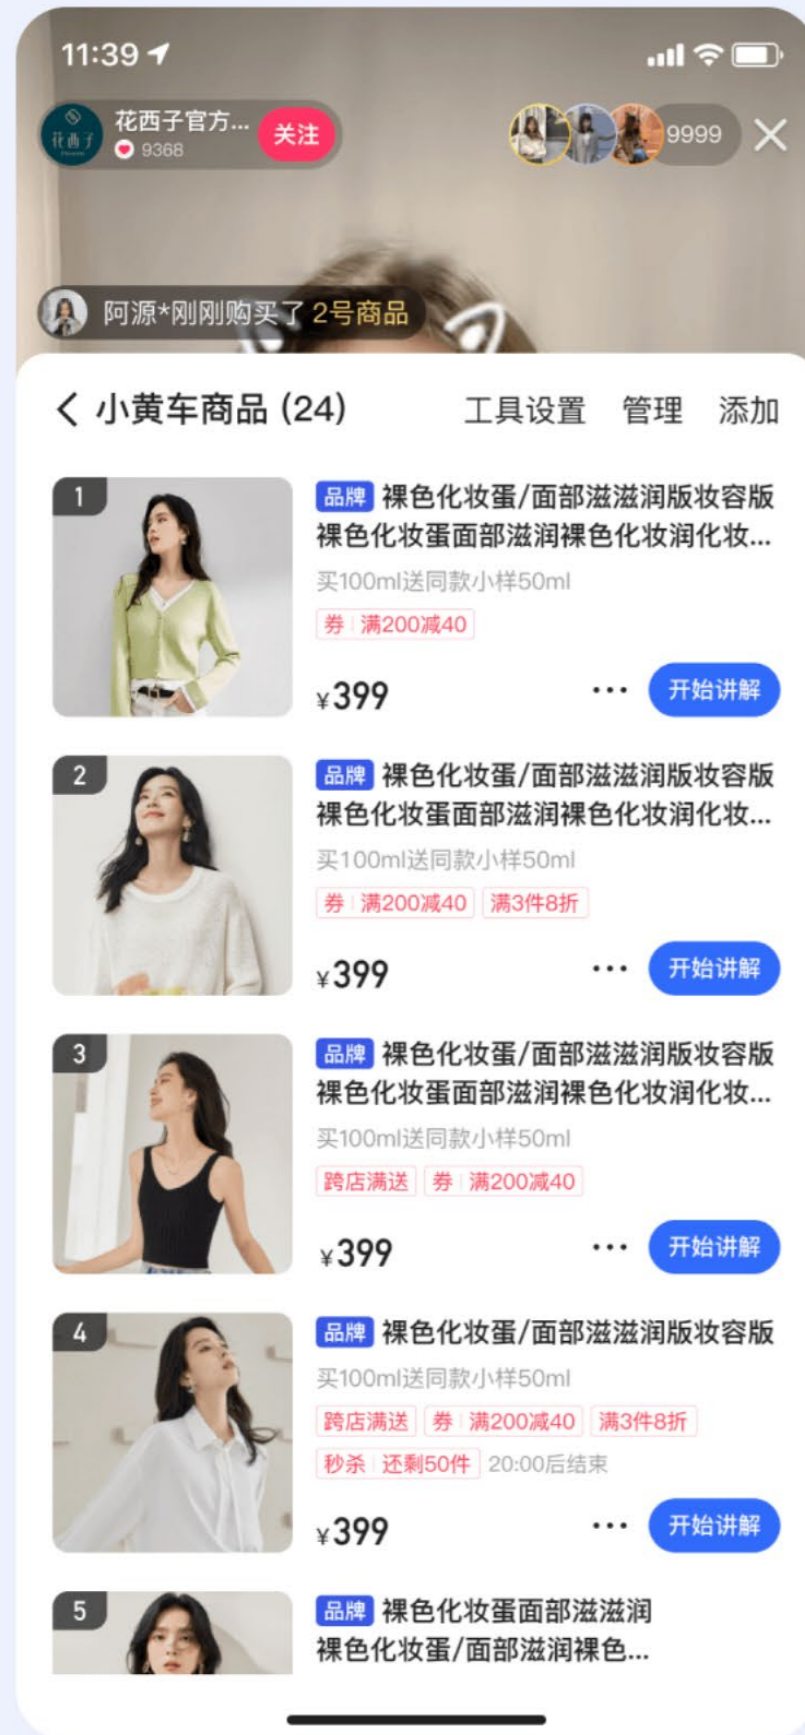 11:39
花西子
花西子官方...
9368
关注
9999
阿源*刚刚购买了 2号商品
小黄车商品 (24)
工具设置 管理 添加
1
品牌 裸色化妆蛋/面部滋滋润版妆容版
裸色化妆蛋面部滋润裸色化妆润化妆...
买100ml送同款小样50ml
券 满200减40
¥399
开始讲解
2
品牌 裸色化妆蛋/面部滋滋润版妆容版
裸色化妆蛋面部滋润裸色化妆润化妆...
买100ml送同款小样50ml
券 满200减40 满3件8折
¥399
开始讲解
3
品牌 裸色化妆蛋/面部滋滋润版妆容版
裸色化妆蛋面部滋润裸色化妆润化妆...
买100ml送同款小样50ml
跨店满送 券 满200减40
¥399
开始讲解
4
品牌 裸色化妆蛋/面部滋滋润版妆容版
买100ml送同款小样50ml
跨店满送 券 满200减40 满3件8折
秒杀 还剩50件 20:00后结束
¥399
开始讲解
5
品牌 裸色化妆蛋面部滋滋润
裸色化妆蛋/面部滋润裸色...